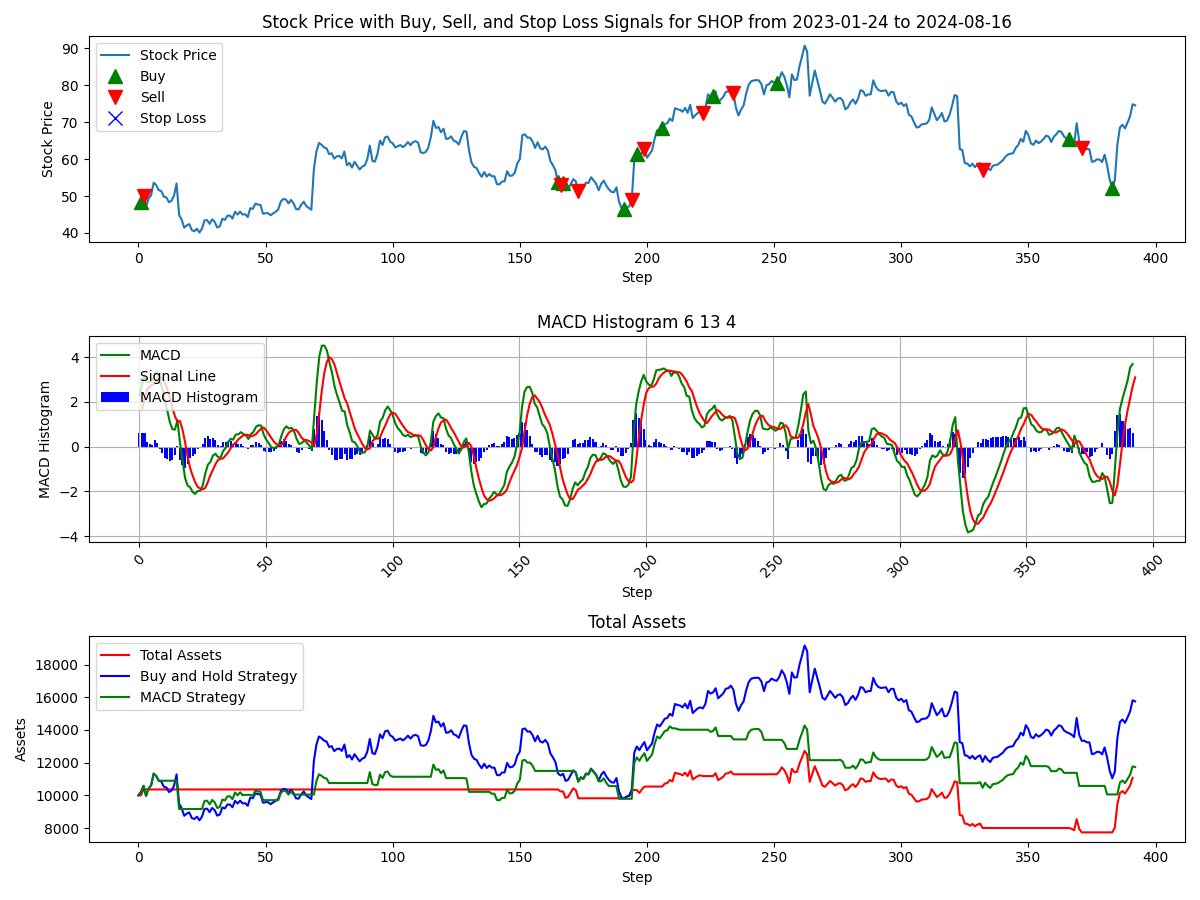 Stock Price with Buy, Sell, and Stop Loss Signals for SHOP from 2023-01-24 to 2024-08-16
Stock Price
Buy
Sell
Stop Loss
Stock Price
90
80
70
60
50
40
0 50 100 150 200 250 300 350 400
Step
MACD Histogram 6 13 4
MACD
Signal Line
MACD Histogram
MACD Histogram
4
2
0
−2
−4
0 50 100 150 200 250 300 350 400
Step
Total Assets
Total Assets
Buy and Hold Strategy
MACD Strategy
Assets
18000
16000
14000
12000
10000
8000
0 50 100 150 200 250 300 350 400
Step